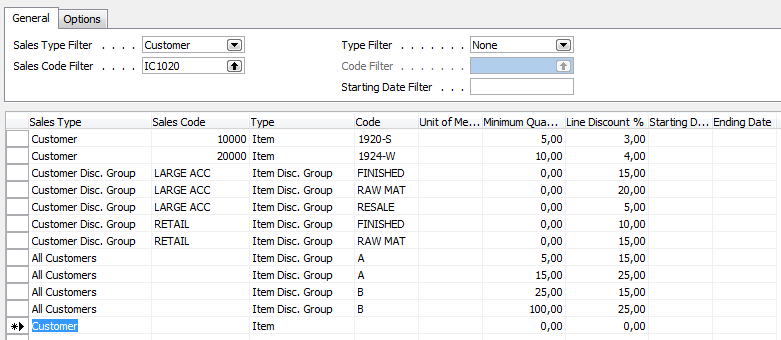 General Options
Sales Type Filter . . . . Customer Type Filter . . . . . . . None
Sales Code Filter . . . . IC1020 Code Filter . . . . . . .
Starting Date Filter . . .
Sales Type Sales Code Type Code Unit of Me... Minimum Qua... Line Discount % Starting D... Ending Date
Customer 10000 Item 1920-S 5,00 3,00
Customer 20000 Item 1924-W 10,00 4,00
Customer Disc. Group LARGE ACC Item Disc. Group FINISHED 0,00 15,00
Customer Disc. Group LARGE ACC Item Disc. Group RAW MAT 0,00 20,00
Customer Disc. Group LARGE ACC Item Disc. Group RESALE 0,00 5,00
Customer Disc. Group RETAIL Item Disc. Group FINISHED 0,00 10,00
Customer Disc. Group RETAIL Item Disc. Group RAW MAT 0,00 15,00
All Customers Item Disc. Group A 5,00 15,00
All Customers Item Disc. Group A 15,00 25,00
All Customers Item Disc. Group B 25,00 15,00
All Customers Item Disc. Group B 100,00 25,00
Customer Item 0,00 0,00